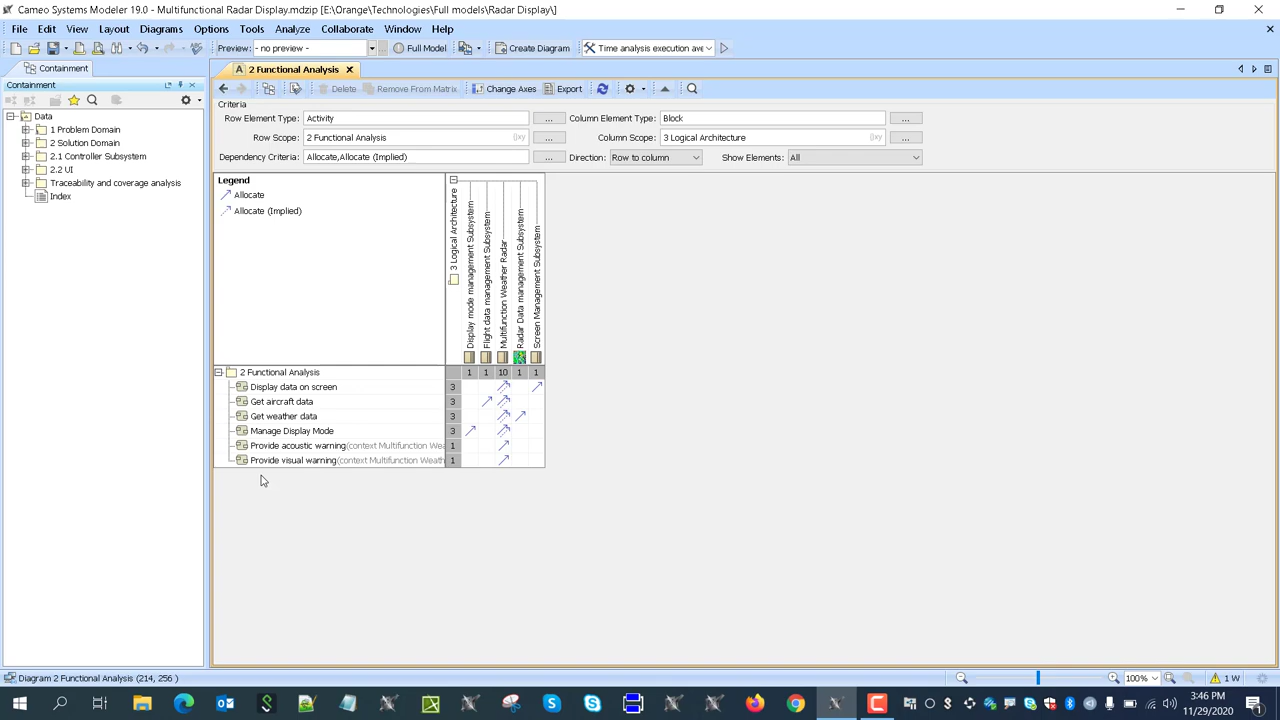 Cameo Systems Modeler 19.0 - Multifunctional Radar Display.mdzip [E:\Orange\Technologies\Full models\Radar Display\]
File Edit View Layout Diagrams Options Tools Analyze Collaborate Window Help
Preview: - no preview - Full Model Create Diagram Time analysis execution ave
Containment
2 Functional Analysis
Containment
Delete Remove From Matrix Change Axes Export
Criteria
Row Element Type: Activity ... Column Element Type: Block ...
Row Scope: 2 Functional Analysis ... Column Scope: 3 Logical Architecture ...
Dependency Criteria: Allocate,Allocate (Implied) ... Direction: Row to column Show Elements: All
Data
1 Problem Domain
2 Solution Domain
2.1 Controller Subsystem
2.2 UI
Traceability and coverage analysis
Index
Legend
Allocate
Allocate (Implied)
3 Logical Architecture
Display mode management Subsystem
Flight data management Subsystem
Multifunction Weather Radar
Radar Data management Subsystem
Screen Management Subsystem
2 Functional Analysis 1 1 10 1 1
Display data on screen 3
Get aircraft data 3
Get weather data 3
Manage Display Mode 3
Provide acoustic warning(context Multifunction Wea 1
Provide visual warning(context Multifunction Weath 1
Diagram 2 Functional Analysis (214, 256 ) 100% 1 W
3:46 PM
11/29/2020